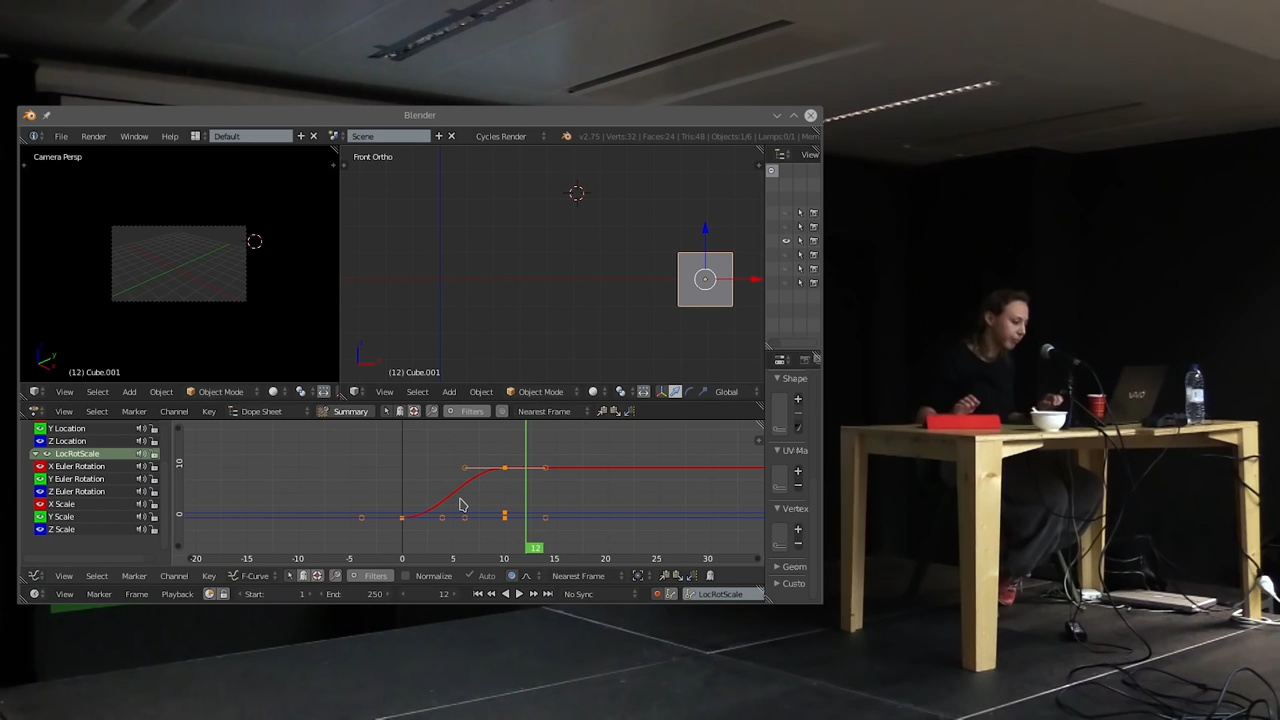 Blender
File Render Window Help Default Scene Cycles Render v2.75 | Verts:32 | Faces:24 | Tris:48 | Objects:1/6 | Lamps:0/1 | Mem
Camera Persp
Front Ortho
View
(12) Cube.001
(12) Cube.001
View Select Add Object Object Mode
View Select Add Object Object Mode Global
Shape
View Select Marker Channel Key Dope Sheet Summary Filters Nearest Frame
Y Location
Z Location
LocRotScale
X Euler Rotation
Y Euler Rotation
Z Euler Rotation
X Scale
Y Scale
Z Scale
10
0
12
-20 -15 -10 -5 0 5 10 15 20 25 30
UV Ma
Vertex
Geom
Custo
View Select Marker Channel Key F-Curve Filters Normalize Auto Nearest Frame
View Marker Frame Playback Start: 1 End: 250 12 No Sync LocRotScale
VAIO